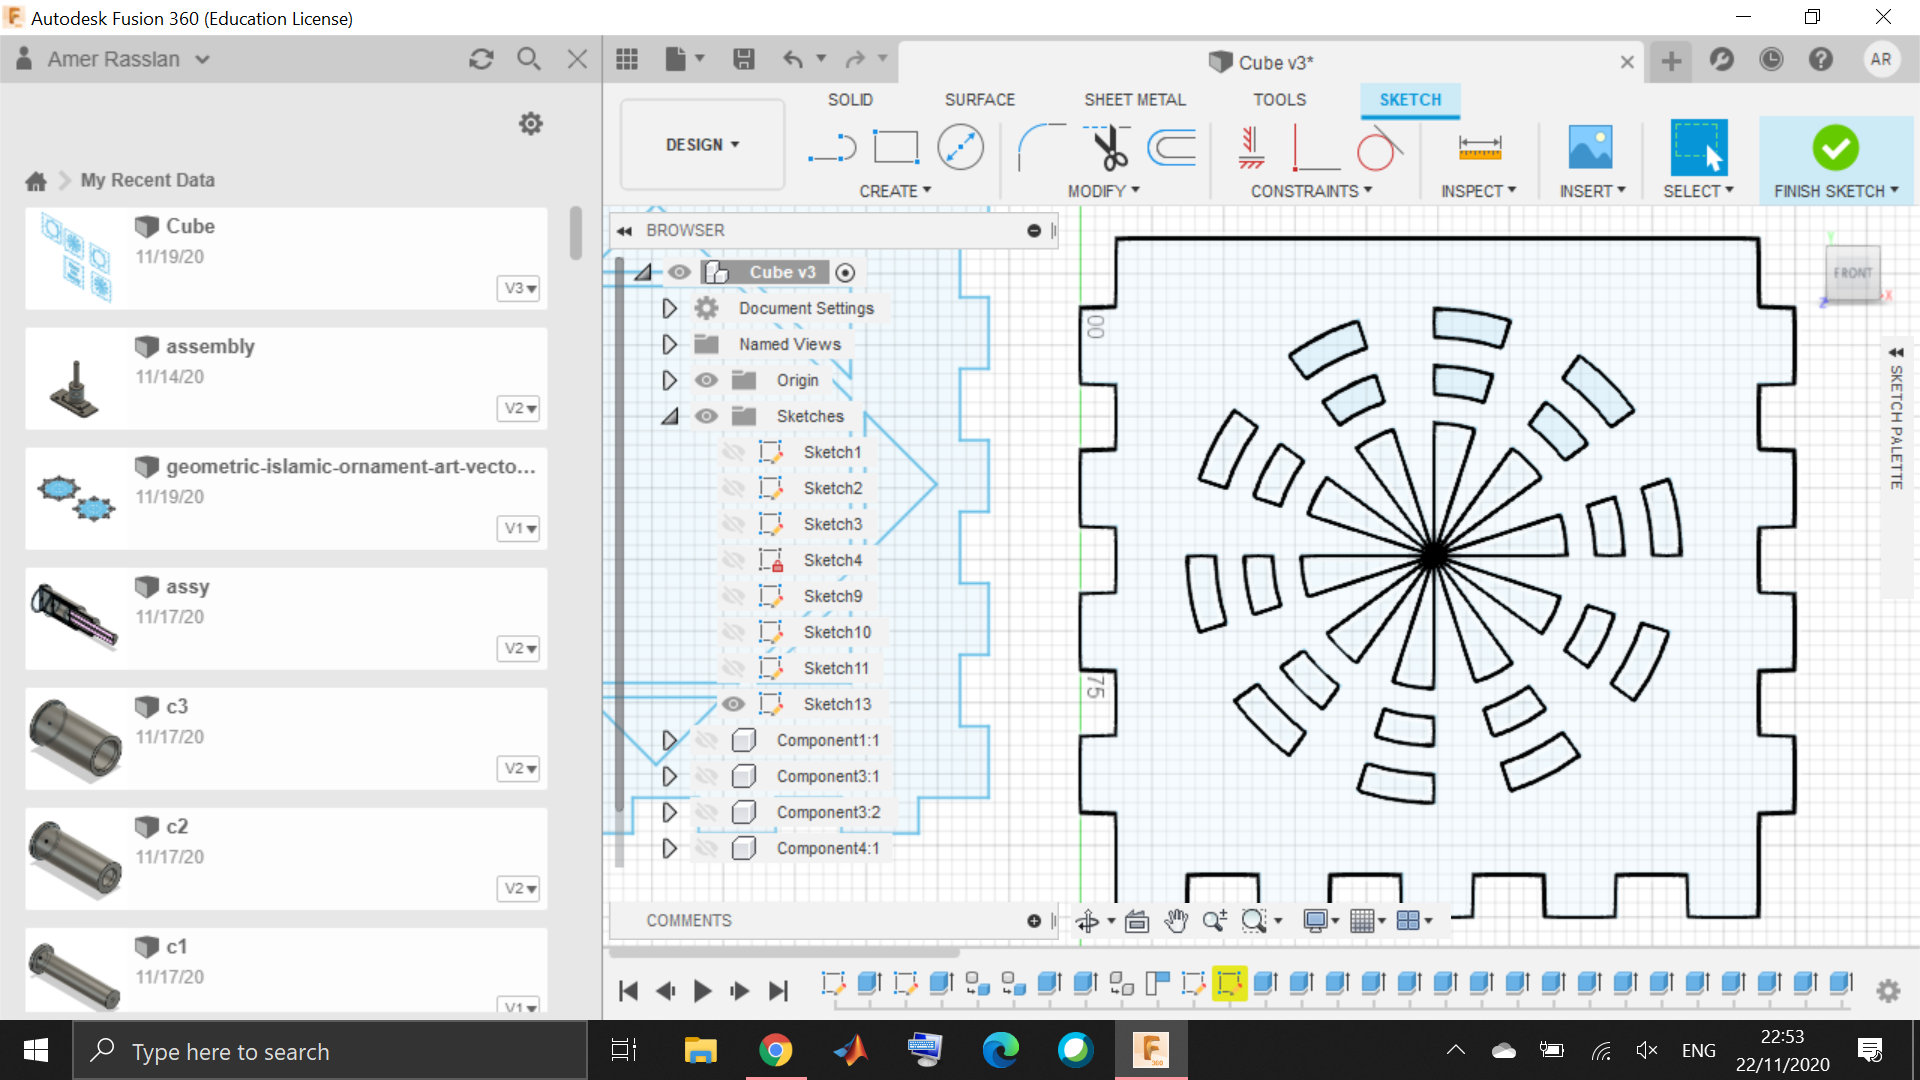 Autodesk Fusion 360 (Education License)
Amer Rasslan
Cube v3*
AR
SOLID
SURFACE
SHEET METAL
TOOLS
SKETCH
DESIGN
CREATE
MODIFY
CONSTRAINTS
INSPECT
INSERT
SELECT
FINISH SKETCH
My Recent Data
Cube
11/19/20
V3
assembly
11/14/20
V2
geometric-islamic-ornament-art-vecto...
11/19/20
V1
assy
11/17/20
V2
c3
11/17/20
V2
c2
11/17/20
V2
c1
11/17/20
V1
BROWSER
Cube v3
Document Settings
Named Views
Origin
Sketches
Sketch1
Sketch2
Sketch3
Sketch4
Sketch9
Sketch10
Sketch11
Sketch13
Component1:1
Component3:1
Component3:2
Component4:1
COMMENTS
00
75
Y
FRONT
Z
X
SKETCH PALETTE
Type here to search
ENG
22:53
22/11/2020